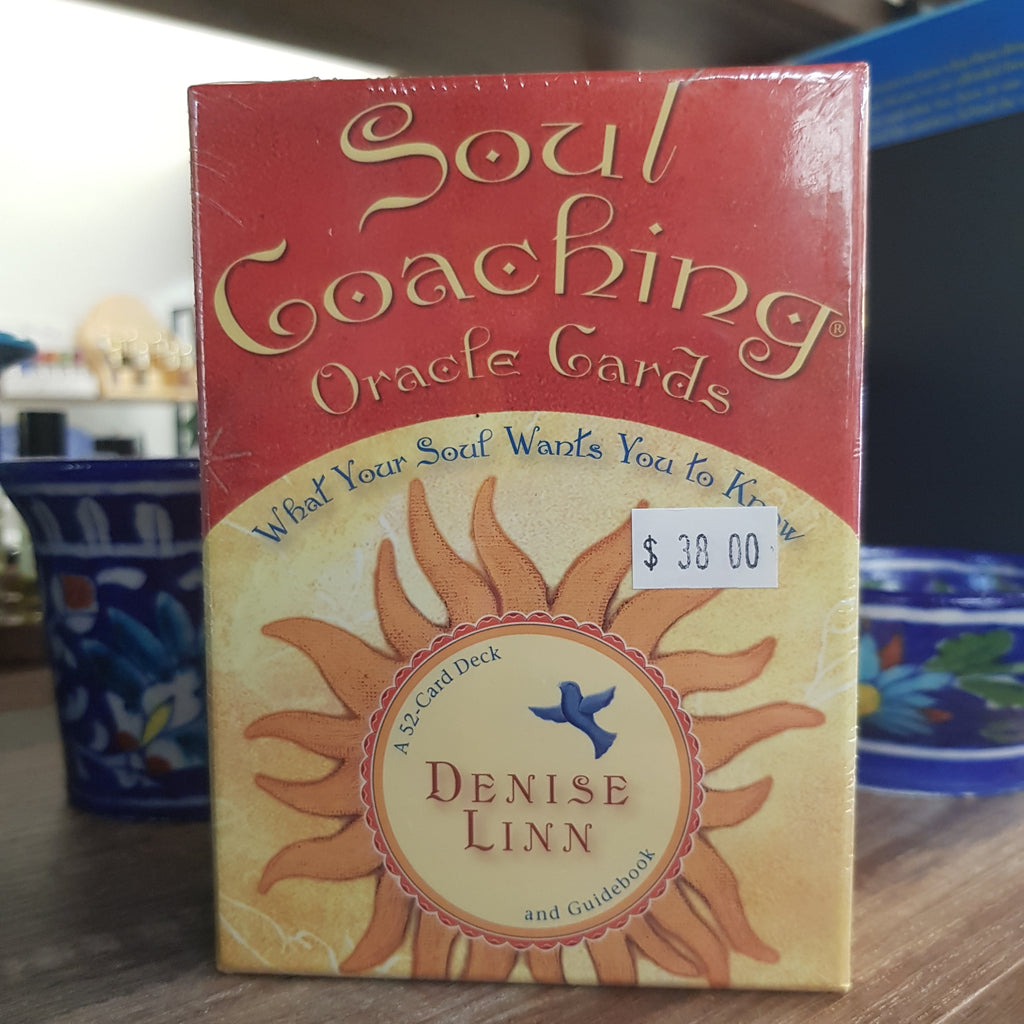 Soul
Coaching®
Oracle Cards
What Your Soul Wants You to Know
$ 38 00
A 52-Card Deck
DENISE
LINN
and Guidebook